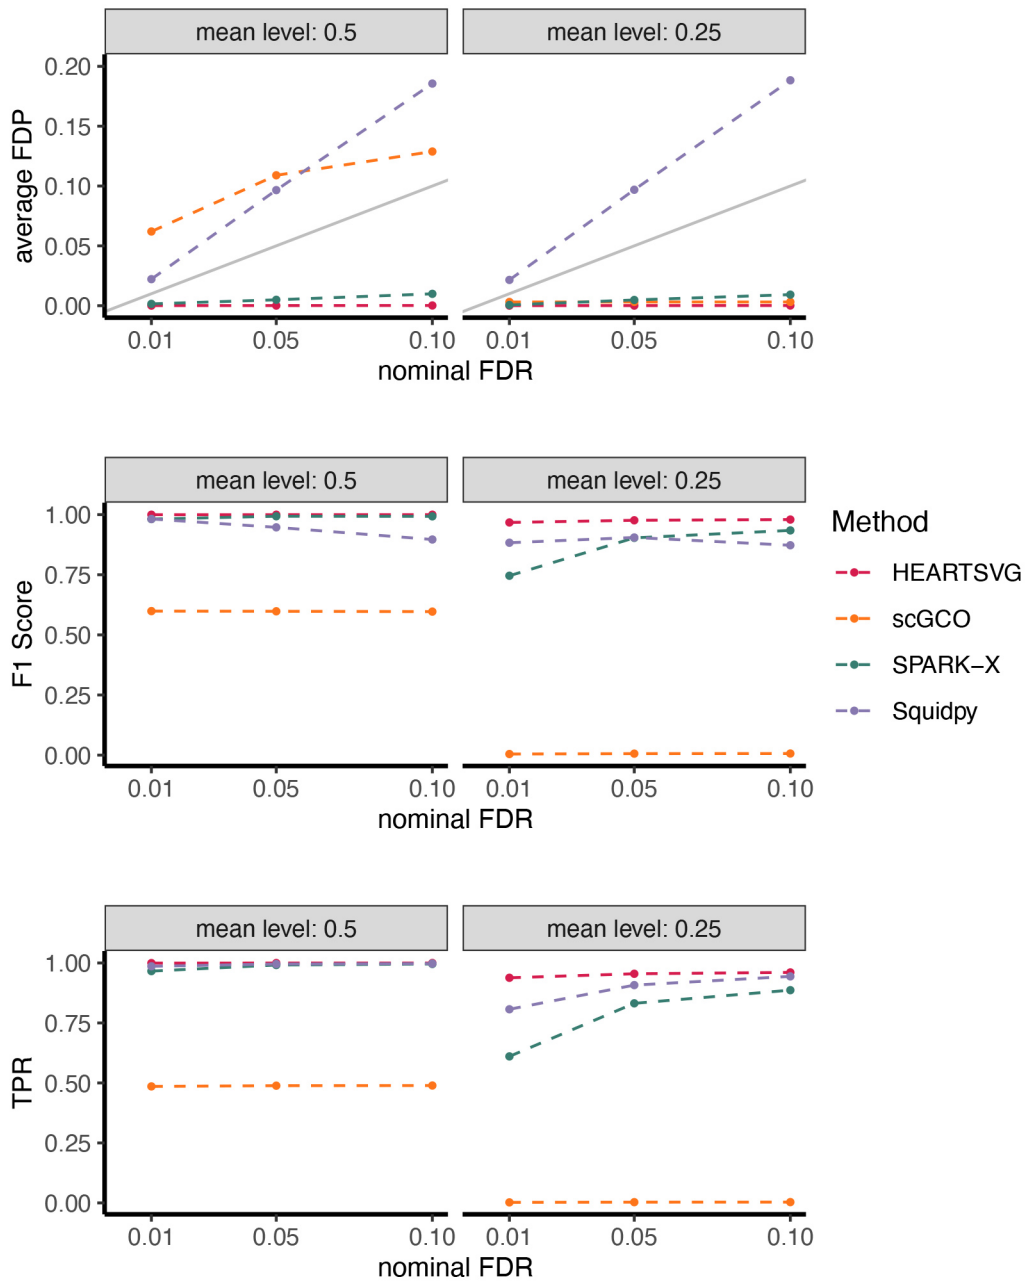 mean level: 0.5
mean level: 0.25
average FDP
0.20
0.15
0.10
0.05
0.00
0.01 0.05 0.10 0.01 0.05 0.10
nominal FDR
mean level: 0.5
mean level: 0.25
F1 Score
1.00
0.75
0.50
0.25
0.00
0.01 0.05 0.10 0.01 0.05 0.10
nominal FDR
Method
HEARTSVG
scGCO
SPARK−X
Squidpy
mean level: 0.5
mean level: 0.25
TPR
1.00
0.75
0.50
0.25
0.00
0.01 0.05 0.10 0.01 0.05 0.10
nominal FDR